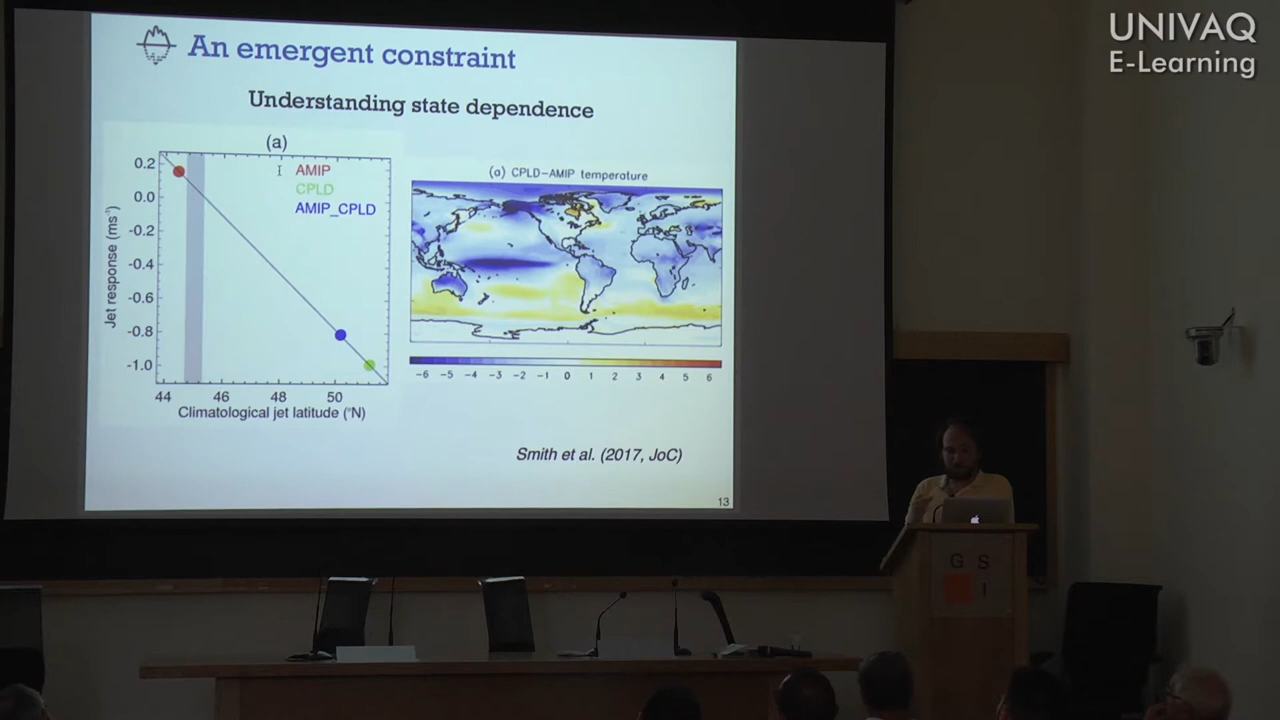 UNIVAQ
E-Learning
An emergent constraint
Understanding state dependence
(a)
AMIP
CPLD
AMIP_CPLD
0.2
0.0
-0.2
-0.4
-0.6
-0.8
-1.0
Jet response (ms⁻¹)
44 46 48 50
Climatological jet latitude (°N)
(a) CPLD-AMIP temperature
-6 -5 -4 -3 -2 -1 0 1 2 3 4 5 6
Smith et al. (2017, JoC)
13
G S
I